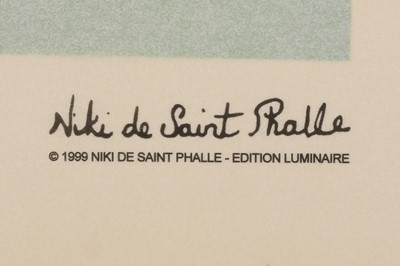 Niki de Saint Phalle
© 1999 NIKI DE SAINT PHALLE - EDITION LUMINAIRE